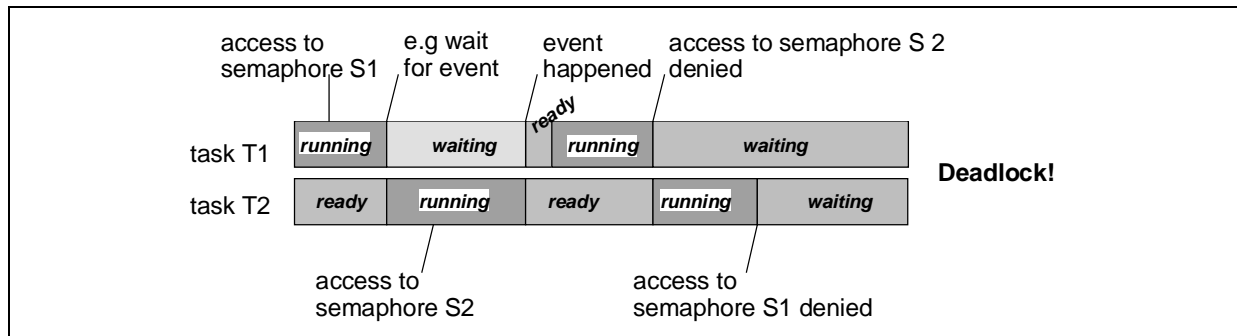 access to
semaphore S1
e.g wait
for event
event
happened
access to semaphore S 2
denied
ready
task T1
running
waiting
running
waiting
Deadlock!
task T2
ready
running
ready
running
waiting
access to
semaphore S2
access to
semaphore S1 denied